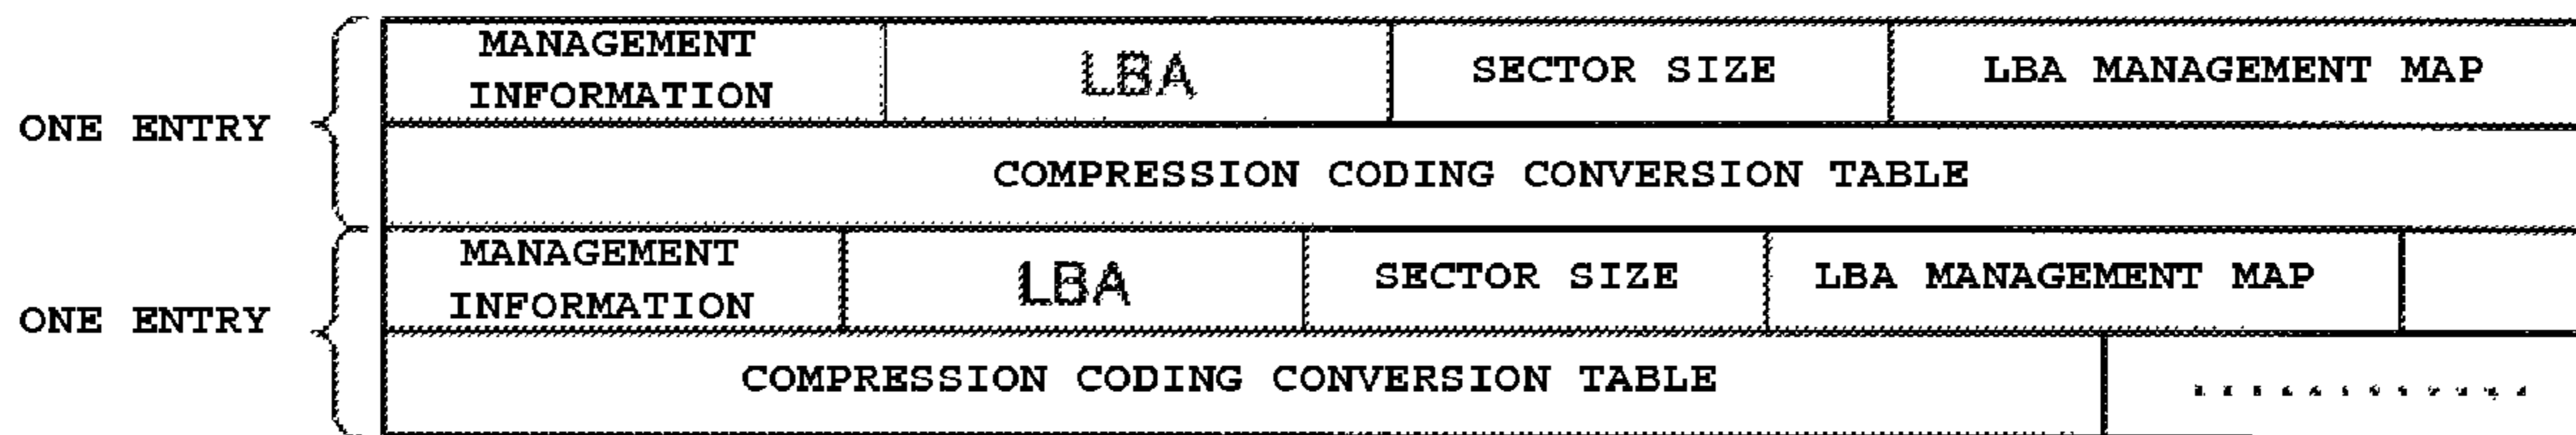 ONE ENTRY
MANAGEMENT
INFORMATION
LBA
SECTOR SIZE
LBA MANAGEMENT MAP
COMPRESSION CODING CONVERSION TABLE
ONE ENTRY
MANAGEMENT
INFORMATION
LBA
SECTOR SIZE
LBA MANAGEMENT MAP
COMPRESSION CODING CONVERSION TABLE
............